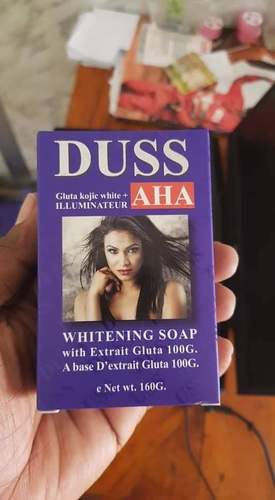 DUSS
Gluta kojic white +
ILLUMINATEUR
AHA
WHITENING SOAP
with Extrait Gluta 100G.
A base D'extrait Gluta 100G.
e Net wt. 160G.